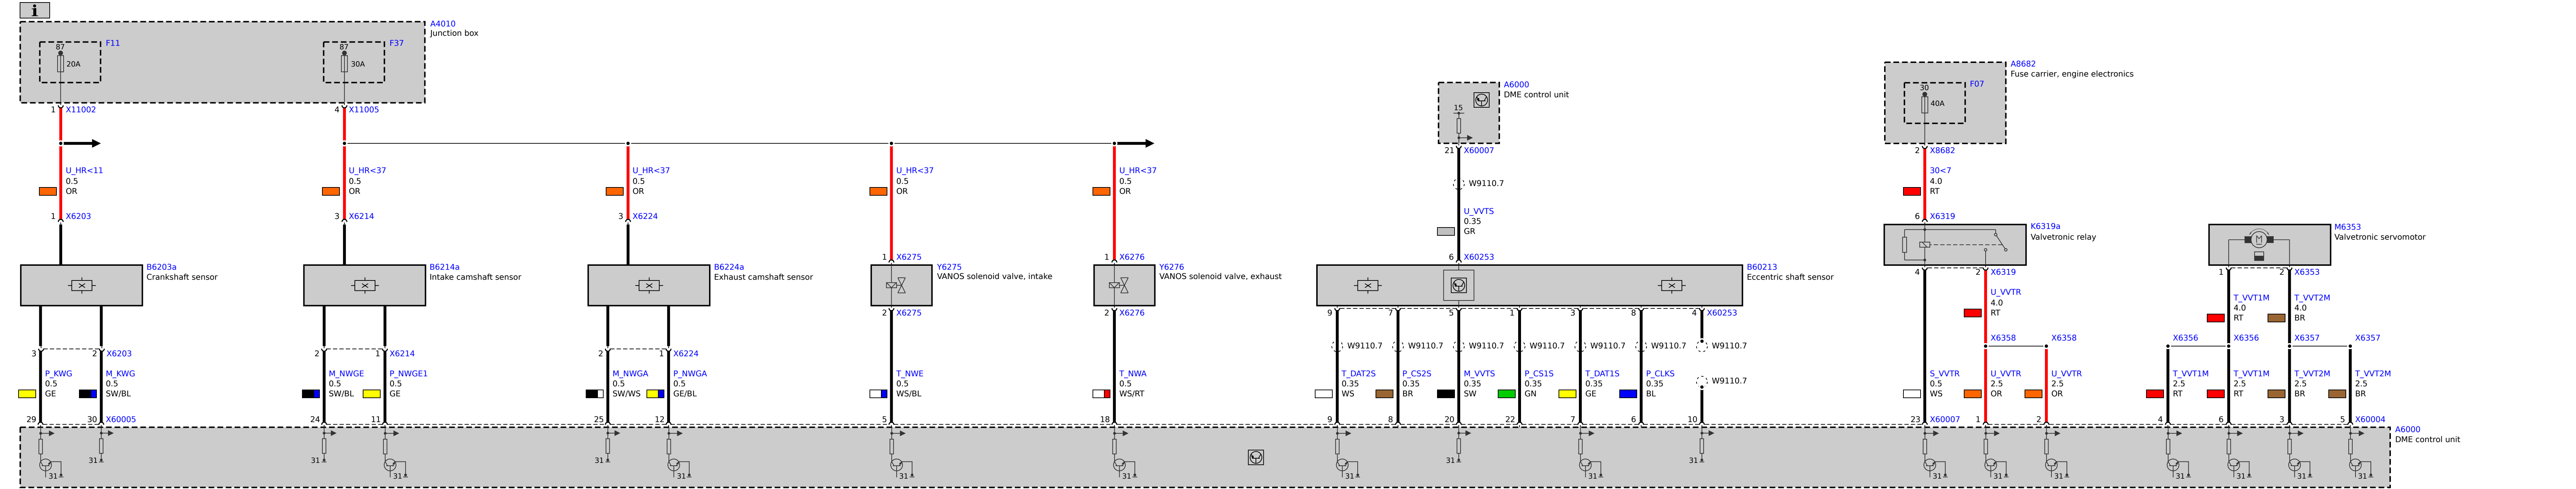 i
A4010
Junction box
F11
87
20A
F37
87
30A
1 X11002
4 X11005
U_HR<11
0.5
OR
U_HR<37
0.5
OR
U_HR<37
0.5
OR
U_HR<37
0.5
OR
U_HR<37
0.5
OR
1 X6203
3 X6214
3 X6224
1 X6275
1 X6276
B6203a
Crankshaft sensor
B6214a
Intake camshaft sensor
B6224a
Exhaust camshaft sensor
Y6275
VANOS solenoid valve, intake
Y6276
VANOS solenoid valve, exhaust
2 X6275
2 X6276
3 2 X6203
2 1 X6214
2 1 X6224
P_KWG
0.5
GE
M_KWG
0.5
SW/BL
M_NWGE
0.5
SW/BL
P_NWGE1
0.5
GE
M_NWGA
0.5
SW/WS
P_NWGA
0.5
GE/BL
T_NWE
0.5
WS/BL
T_NWA
0.5
WS/RT
29 30 X60005
24 11
25 12
5
18
A6000
DME control unit
15
21 X60007
W9110.7
U_VVTS
0.35
GR
6 X60253
B60213
Eccentric shaft sensor
9 7 5 1 3 8 4 X60253
W9110.7 W9110.7 W9110.7 W9110.7 W9110.7 W9110.7 W9110.7
W9110.7
T_DAT2S
0.35
WS
P_CS2S
0.35
BR
M_VVTS
0.35
SW
P_CS1S
0.35
GN
T_DAT1S
0.35
GE
P_CLKS
0.35
BL
9 8 20 22 7 6 10
A8682
Fuse carrier, engine electronics
F07
30
40A
2 X8682
30<7
4.0
RT
6 X6319
K6319a
Valvetronic relay
4 2 X6319
U_VVTR
4.0
RT
X6358 X6358
S_VVTR
0.5
WS
U_VVTR
2.5
OR
U_VVTR
2.5
OR
23 X60007 1 2
M
M6353
Valvetronic servomotor
1 2 X6353
T_VVT1M
4.0
RT
T_VVT2M
4.0
BR
X6356 X6356 X6357 X6357
T_VVT1M
2.5
RT
T_VVT1M
2.5
RT
T_VVT2M
2.5
BR
T_VVT2M
2.5
BR
4 6 3 5 X60004
A6000
DME control unit
31 31 31 31 31
31 31 31 31 31 31 31 31 31 31 31 31 31 31 31